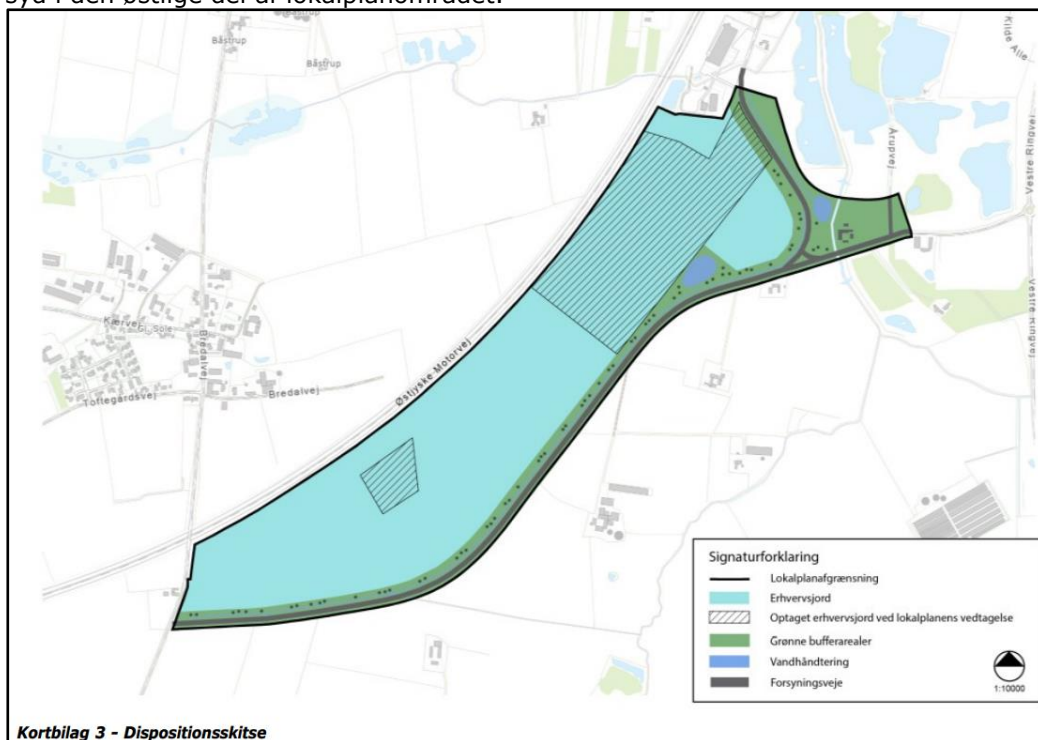 syd i den østlige del af lokalplanområdet.
Båstrup
Båstrup
Kilde Alle
Årupvej
Vestre Ringvej
Vestre Ringvej
Kærvej
Gl. Sole
Bredalvej
Bredalvej
Toftegårdsvej
Østjyske Motorvej
Signaturforklaring
Lokalplanafgrænsning
Erhvervsjord
Optaget erhvervsjord ved lokalplanens vedtagelse
Grønne bufferarealer
Vandhåndtering
Forsyningsveje
1:10000
Kortbilag 3 - Dispositionsskitse